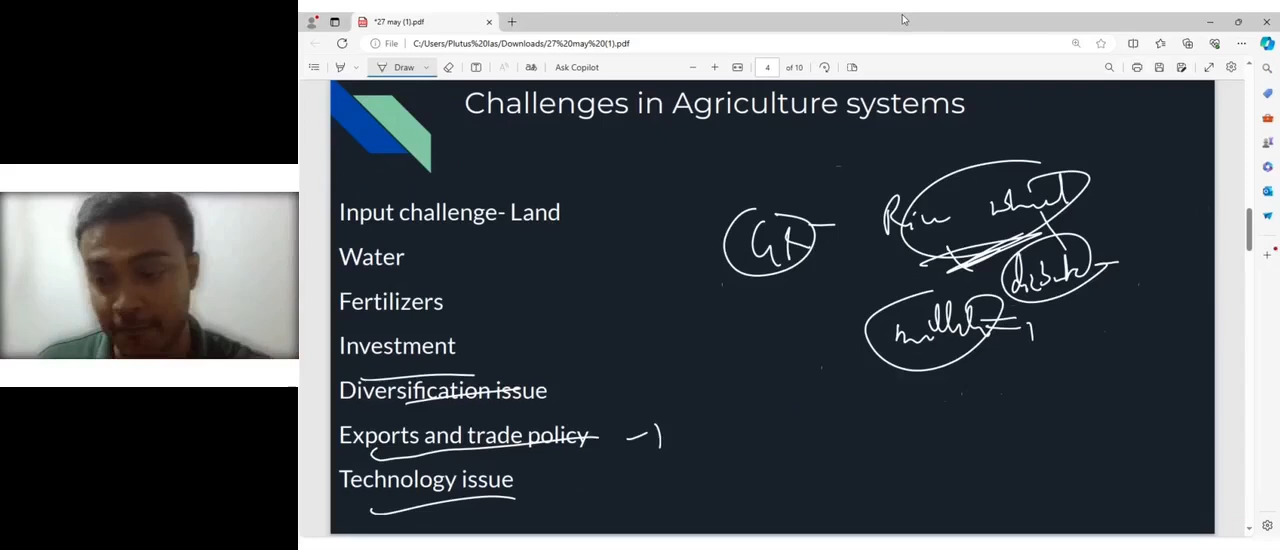 *27 may (1).pdf
File
C:/Users/Plutus%20Ias/Downloads/27%20may%20(1).pdf
Draw
Ask Copilot
4 of 10
Challenges in Agriculture systems
Input challenge- Land
Water
Fertilizers
Investment
Diversification issue
Exports and trade policy
Technology issue
GR
Rice wheat
millets